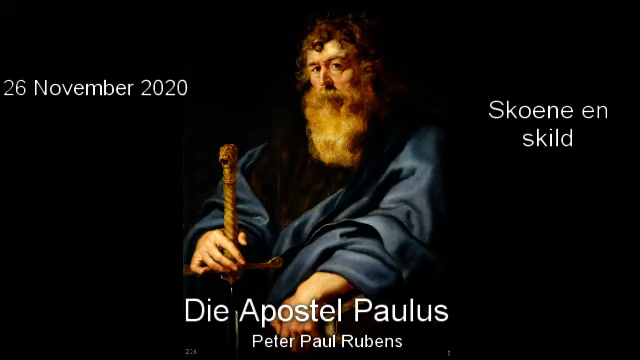 26 November 2020
Skoene en
skild
Die Apostel Paulus
Peter Paul Rubens